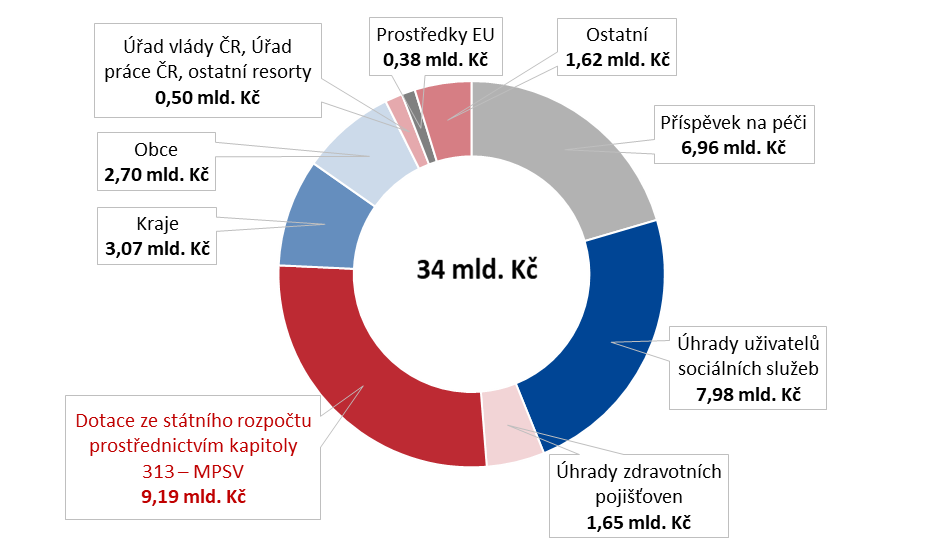 Úřad vlády ČR, Úřad
práce ČR, ostatní resorty
0,50 mld. Kč
Prostředky EU
0,38 mld. Kč
Ostatní
1,62 mld. Kč
Příspěvek na péči
6,96 mld. Kč
Obce
2,70 mld. Kč
Kraje
3,07 mld. Kč
34 mld. Kč
Úhrady uživatelů
sociálních služeb
7,98 mld. Kč
Dotace ze státního rozpočtu
prostřednictvím kapitoly
313 – MPSV
9,19 mld. Kč
Úhrady zdravotních
pojišťoven
1,65 mld. Kč